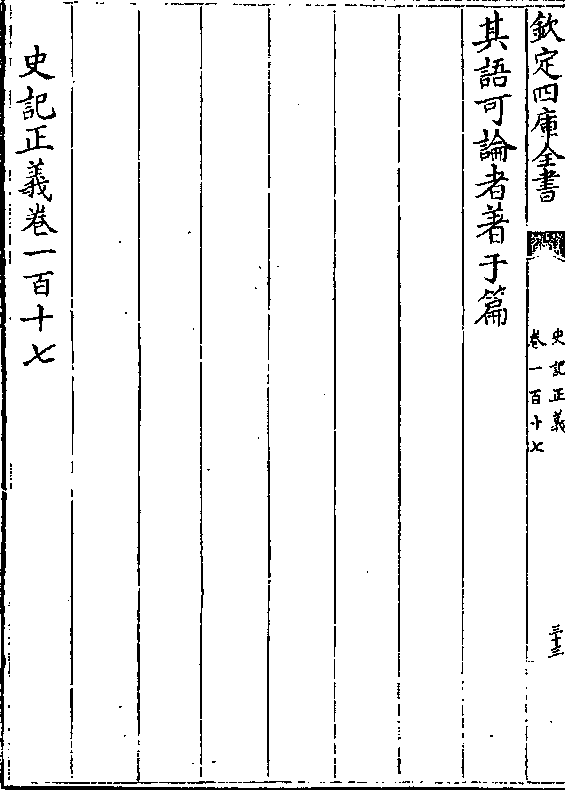 欽定四庫全書
史記正義
卷一百十七
三十三
其語可論者著于篇
史記正義卷一百十七